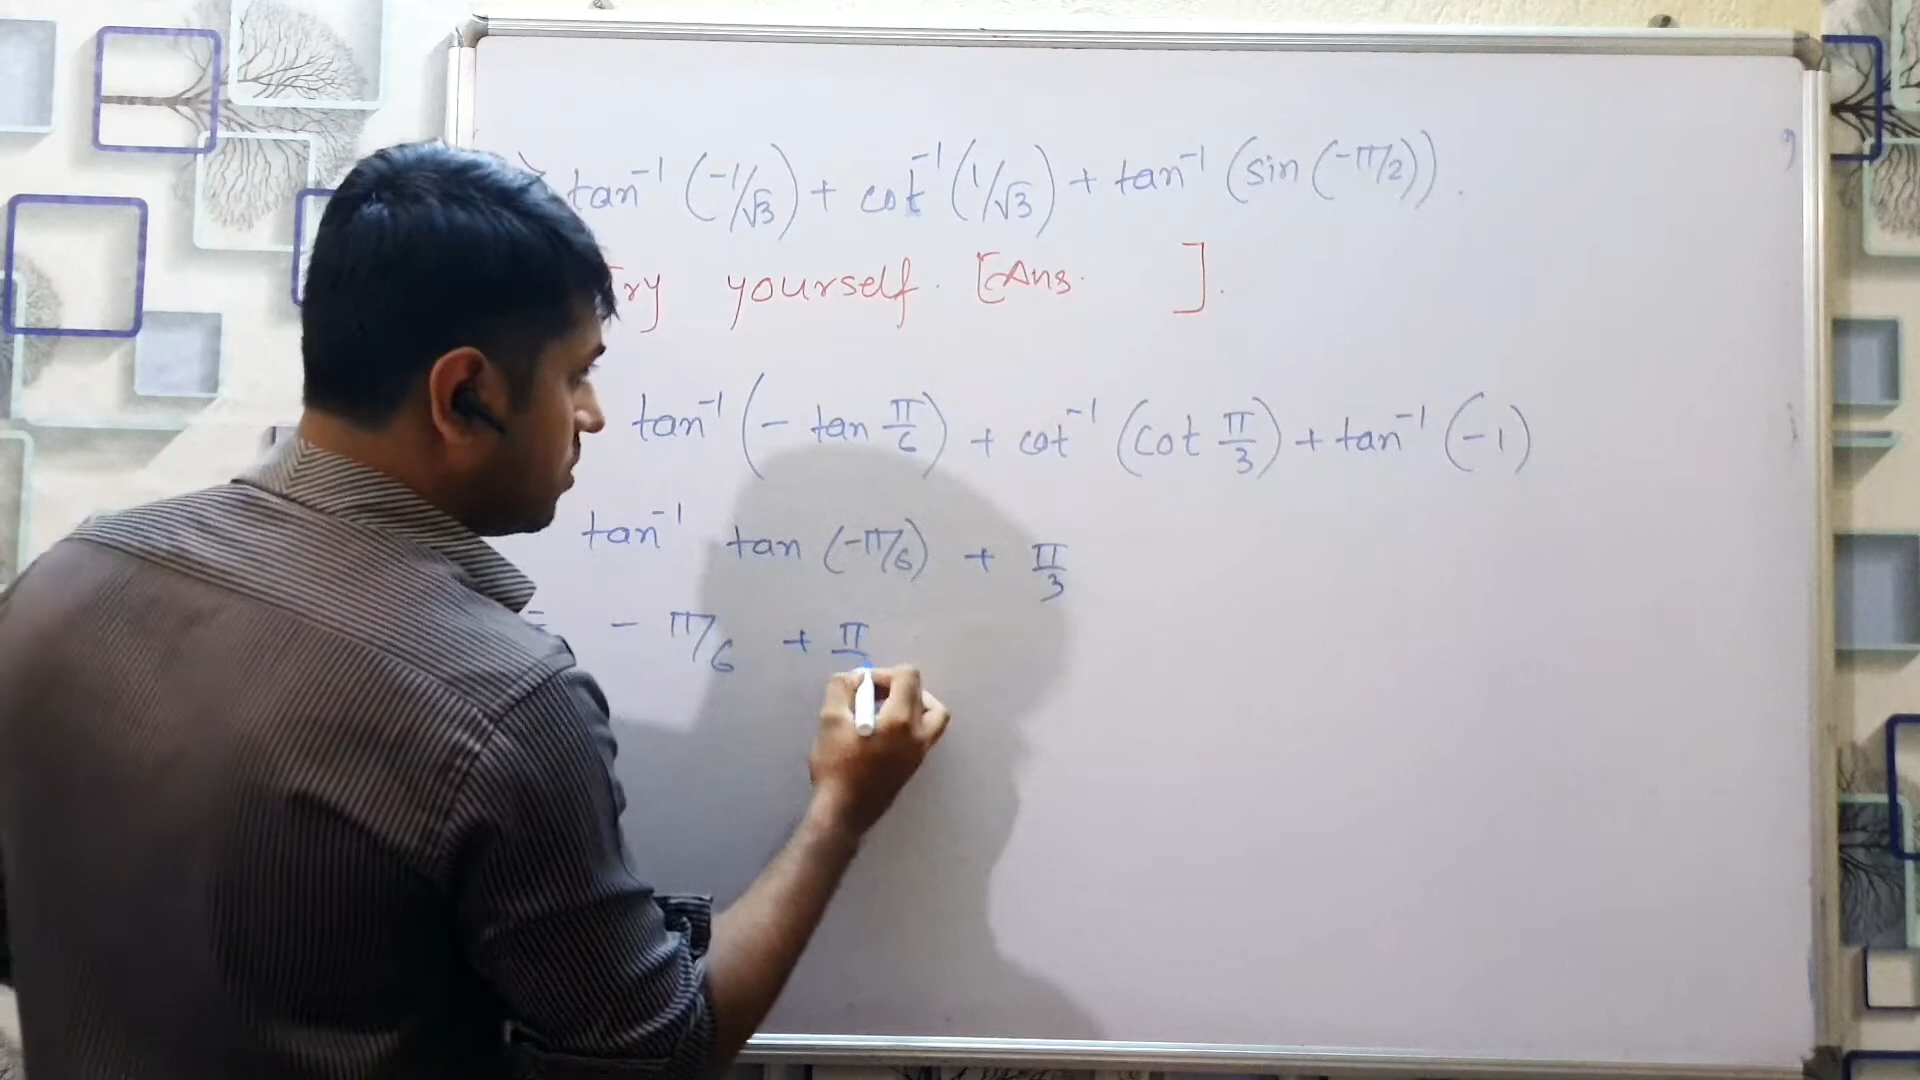 tan⁻¹ (-1/√3) + cot⁻¹ (1/√3) + tan⁻¹ (sin (-π/2)).
Try yourself. [Ans. ].
tan⁻¹ (- tan π/6) + cot⁻¹ (cot π/3) + tan⁻¹ (-1)
tan⁻¹ tan (-π/6) + π/3
= - π/6 + π